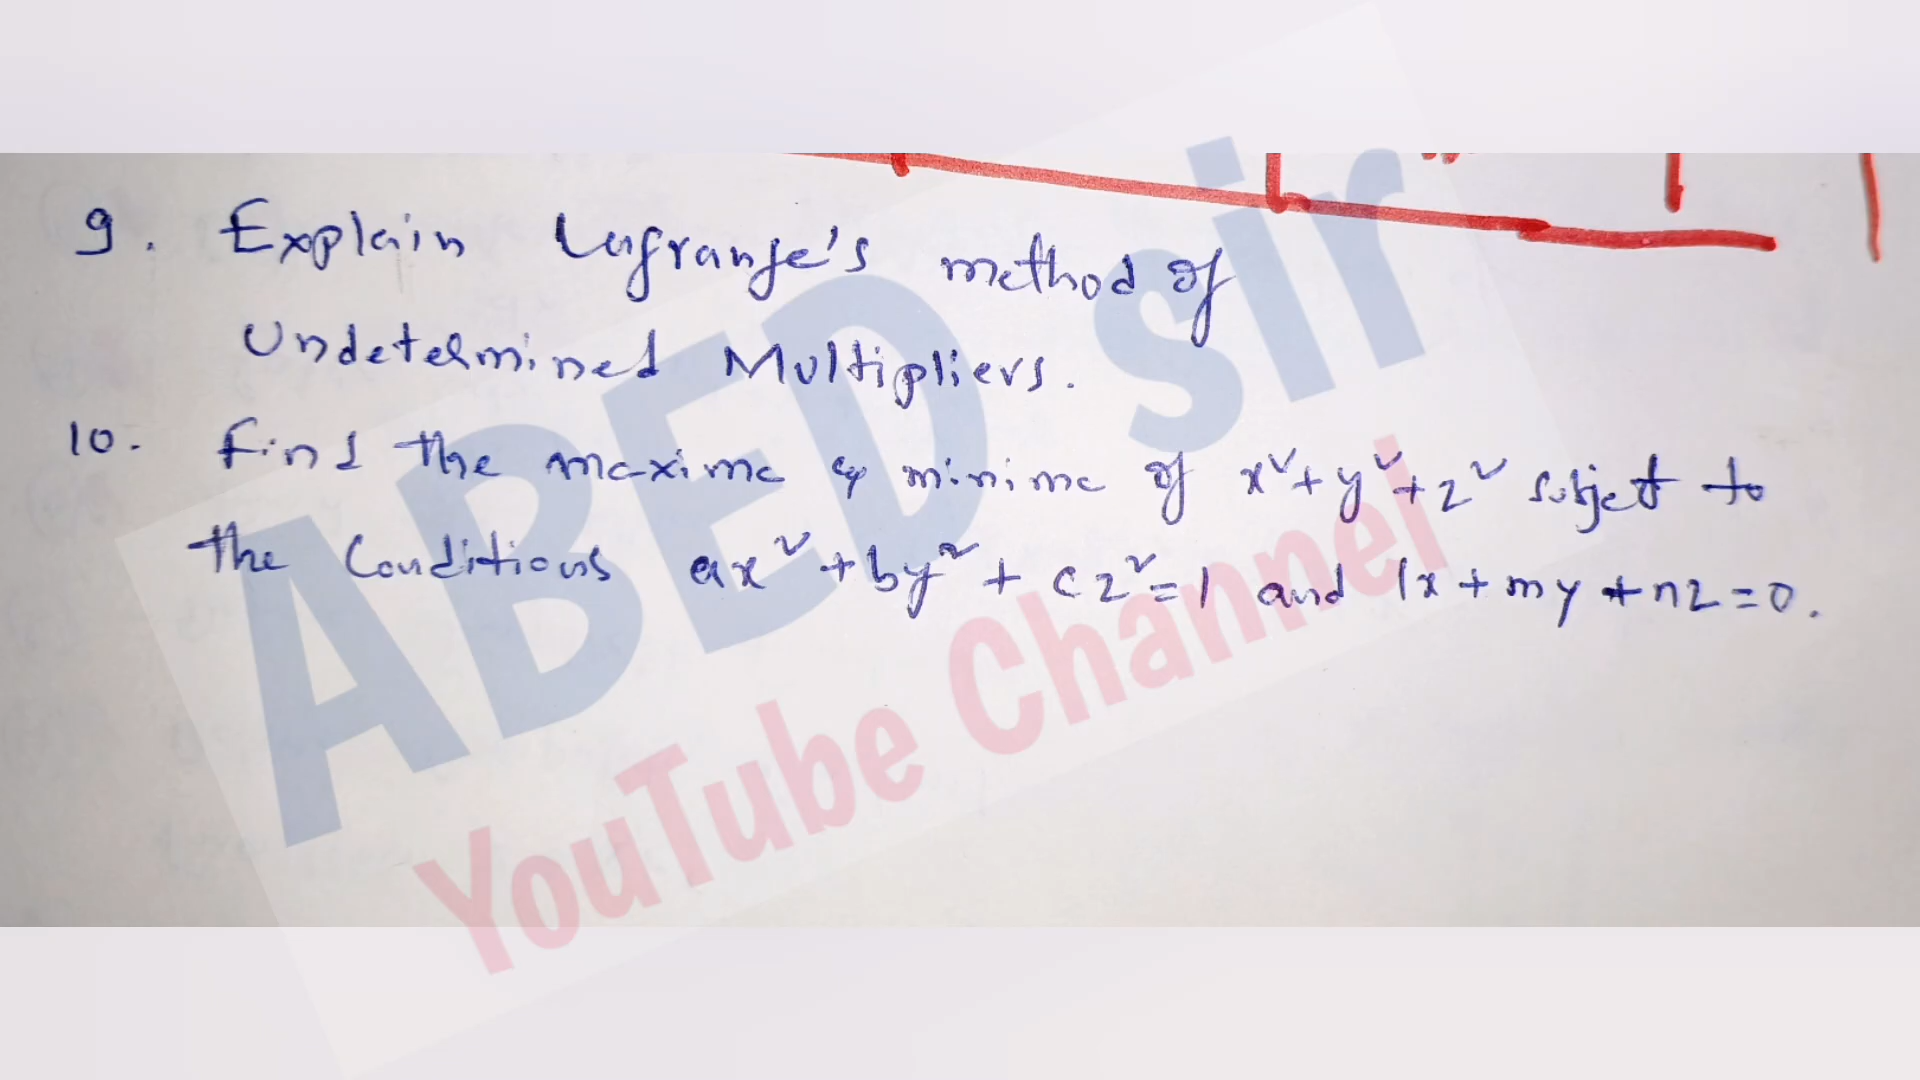 9. Explain Lagrange's method of
Undetermined Multipliers.
10. Find the maxima & minima of x²+y²+z² subject to
the Conditions ax²+by²+cz²=1 and lx+my+nz=0.
ABED sir
YouTube Channel